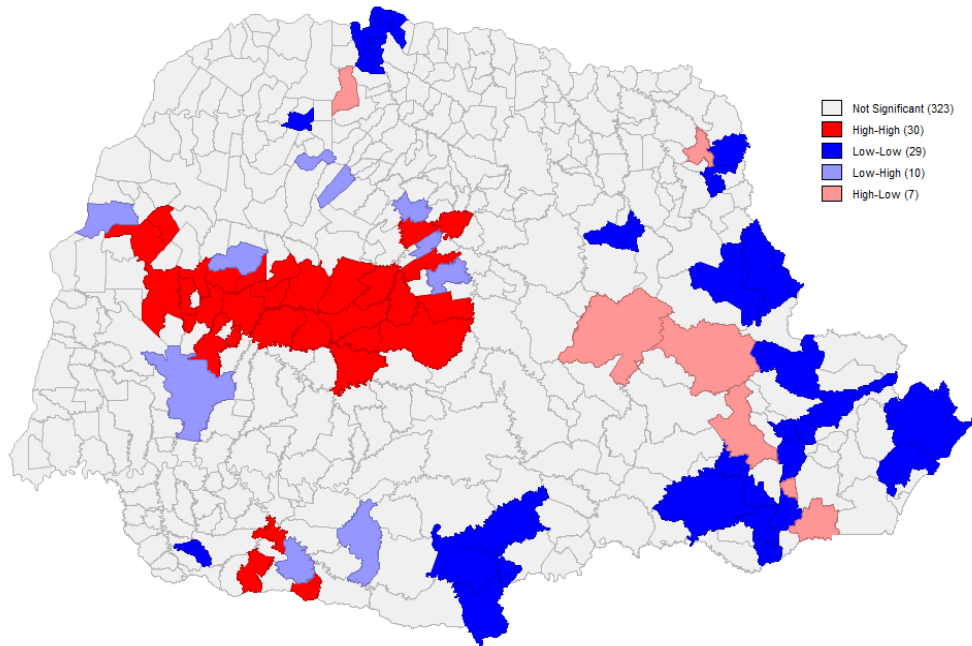 Not Significant (323)
High-High (30)
Low-Low (29)
Low-High (10)
High-Low (7)